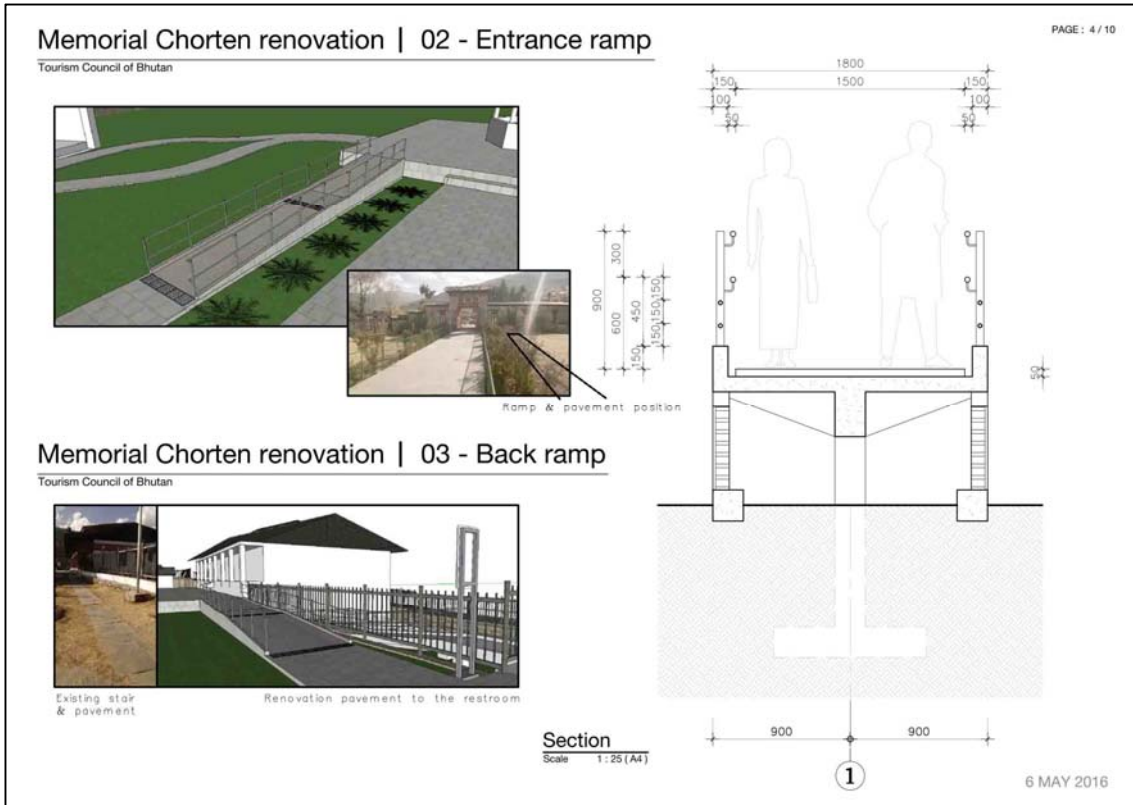 Memorial Chorten renovation | 02 - Entrance ramp
Tourism Council of Bhutan
PAGE : 4 / 10
1800
150 1500 150
100 100
50 50
900
300
600
450
150
150
150
150
50
Ramp & pavement position
Memorial Chorten renovation | 03 - Back ramp
Tourism Council of Bhutan
Existing stair
& pavement
Renovation pavement to the restroom
900 900
Section
Scale 1 : 25 ( A4 )
1
6 MAY 2016